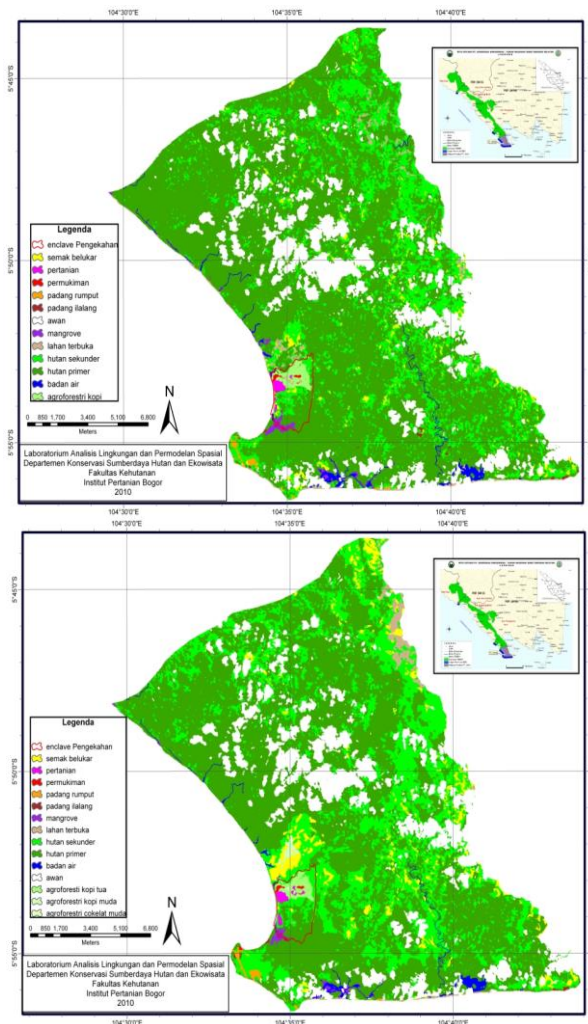 104°30'0"E 104°35'0"E 104°40'0"E
5°45'0"S
5°50'0"S
5°55'0"S
Legenda
enclave Pengekahan
semak belukar
pertanian
permukiman
padang rumput
padang ilalang
awan
mangrove
lahan terbuka
hutan sekunder
hutan primer
badan air
agroforestri kopi
N
0 850 1,700 3,400 5,100 6,800
Meters
Laboratorium Analisis Lingkungan dan Permodelan Spasial
Departemen Konservasi Sumberdaya Hutan dan Ekowisata
Fakultas Kehutanan
Institut Pertanian Bogor
2010
104°30'0"E 104°35'0"E 104°40'0"E
104°30'0"E 104°35'0"E 104°40'0"E
5°45'0"S
5°50'0"S
5°55'0"S
Legenda
enclave Pengekahan
semak belukar
pertanian
permukiman
padang rumput
padang ilalang
mangrove
lahan terbuka
hutan sekunder
hutan primer
badan air
awan
agroforesti kopi tua
agroforestri kopi muda
agroforestri cokelat muda
N
0 850 1,700 3,400 5,100 6,800
Meters
Laboratorium Analisis Lingkungan dan Permodelan Spasial
Departemen Konservasi Sumberdaya Hutan dan Ekowisata
Fakultas Kehutanan
Institut Pertanian Bogor
2010
104°30'0"E 104°35'0"E 104°40'0"E